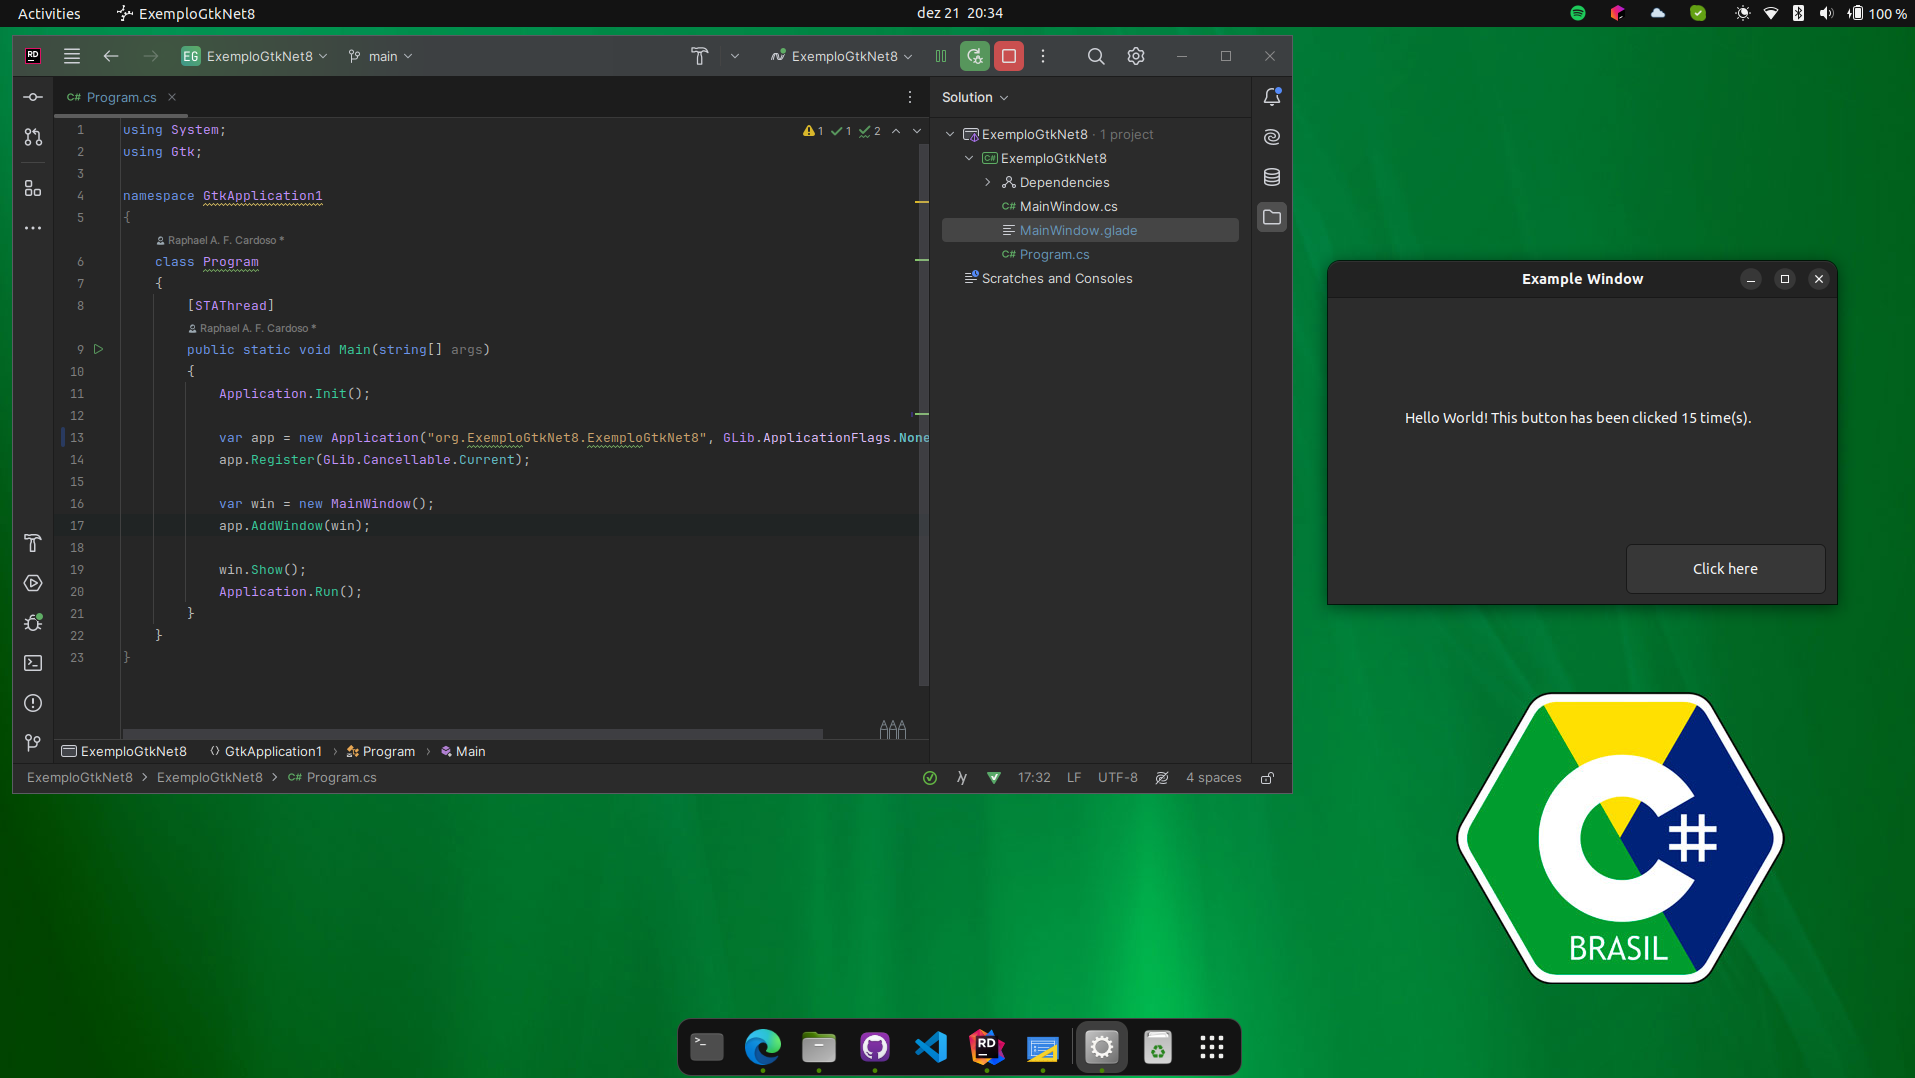 Activities
ExemploGtkNet8
dez 21 20:34
100 %
RD
EG ExemploGtkNet8
main
ExemploGtkNet8
C# Program.cs
1 using System;
2 using Gtk;
3
4 namespace GtkApplication1
5 {
Raphael A. F. Cardoso *
6 class Program
7 {
8 [STAThread]
Raphael A. F. Cardoso *
9 public static void Main(string[] args)
10 {
11 Application.Init();
12
13 var app = new Application("org.ExemploGtkNet8.ExemploGtkNet8", GLib.ApplicationFlags.None
14 app.Register(GLib.Cancellable.Current);
15
16 var win = new MainWindow();
17 app.AddWindow(win);
18
19 win.Show();
20 Application.Run();
21 }
22 }
23 }
1 1 2
Solution
ExemploGtkNet8 · 1 project
C# ExemploGtkNet8
Dependencies
C# MainWindow.cs
MainWindow.glade
C# Program.cs
Scratches and Consoles
ExemploGtkNet8 GtkApplication1 › Program › Main
ExemploGtkNet8 > ExemploGtkNet8 > C# Program.cs
17:32 LF UTF-8 4 spaces
Example Window
Hello World! This button has been clicked 15 time(s).
Click here
C#
BRASIL
RD